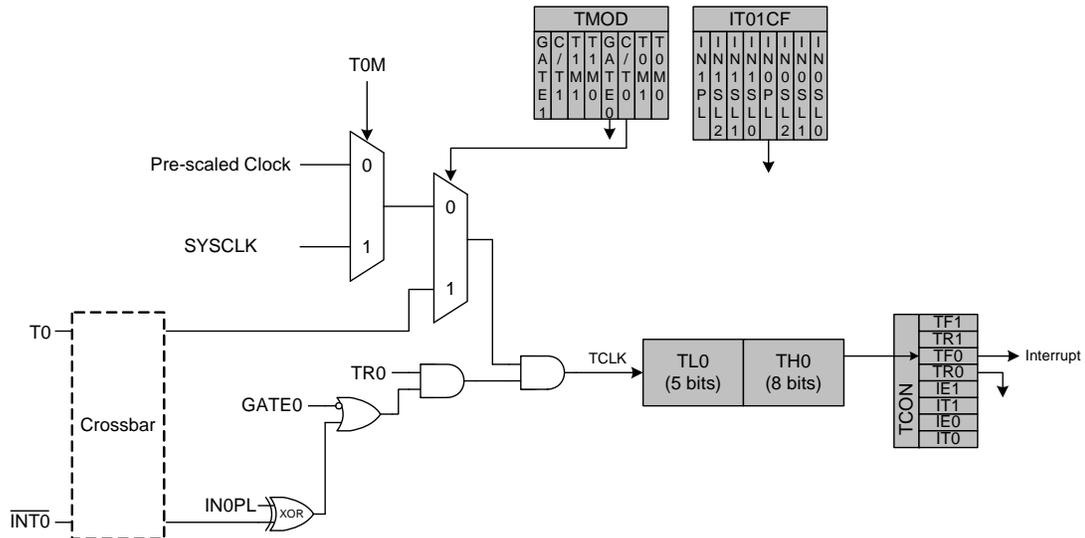 TMOD
GATE1
C/T1
T1M1
T1M0
GATE0
C/T0
T0M1
T0M0
IT01CF
IN1PL
IN1SL2
IN1SL1
IN1SL0
IN0PL
IN0SL2
IN0SL1
IN0SL0
T0M
Pre-scaled Clock
0
SYSCLK
1
0
1
T0
Crossbar
INT0
TR0
GATE0
IN0PL
XOR
TCLK
TL0
(5 bits)
TH0
(8 bits)
TCON
TF1
TR1
TF0
TR0
IE1
IT1
IE0
IT0
Interrupt